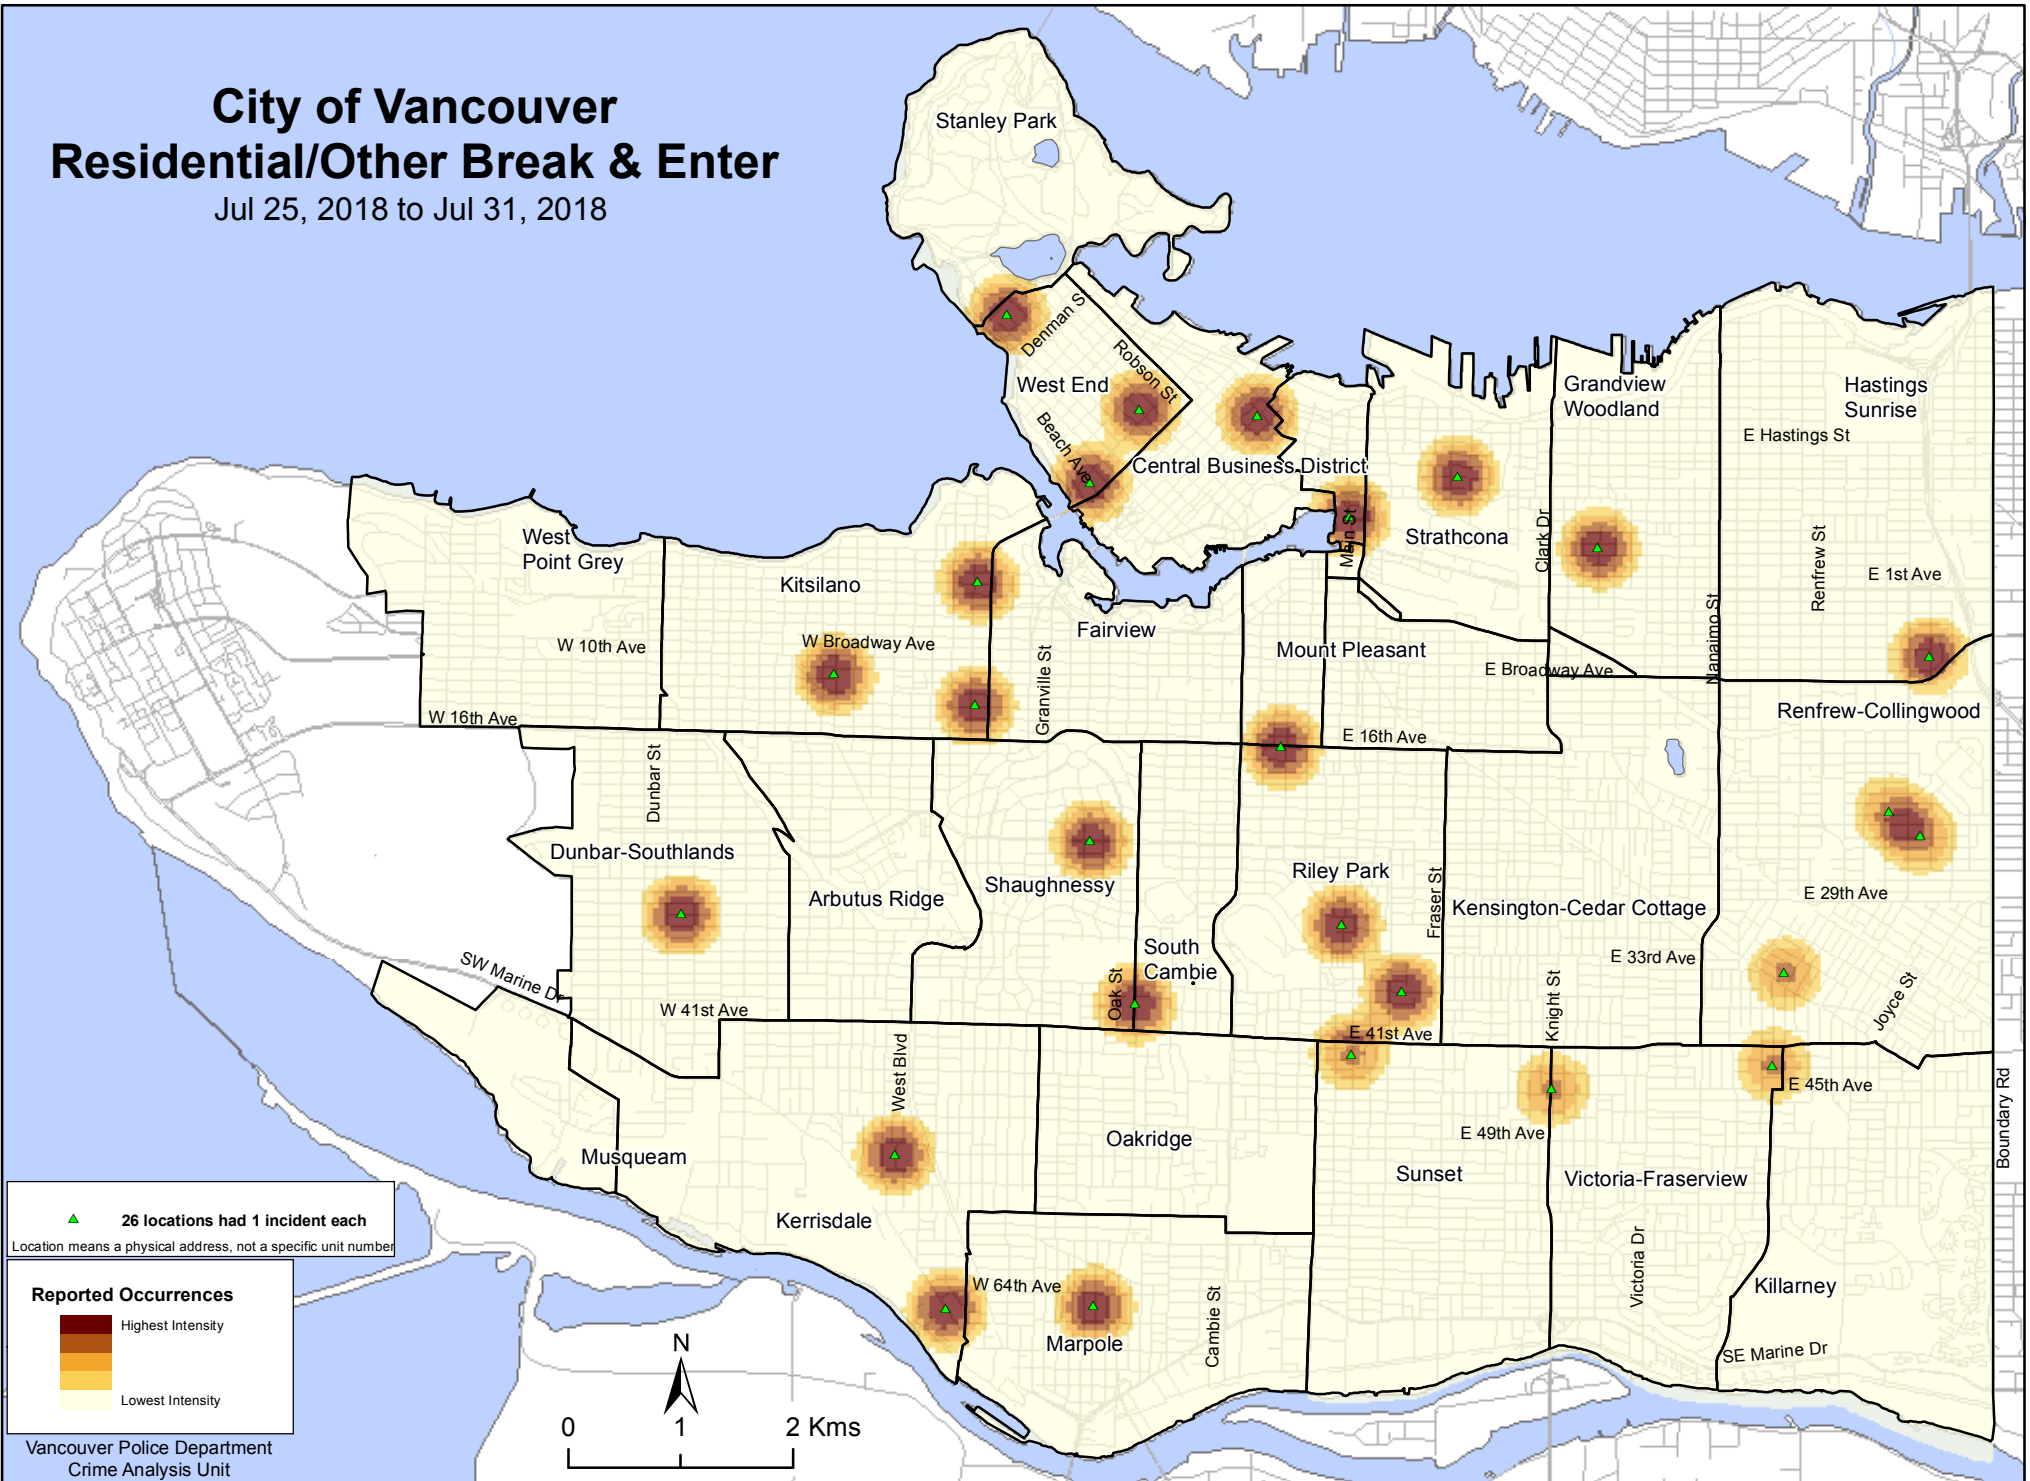 City of Vancouver
Residential/Other Break & Enter
Jul 25, 2018 to Jul 31, 2018
Stanley Park
Denman S
Robson St
West End
Beach Ave
Central Business District
Grandview
Woodland
Hastings
Sunrise
E Hastings St
West
Point Grey
Kitsilano
Strathcona
Main St
Clark Dr
Renfrew St
E 1st Ave
Nanaimo St
W 10th Ave
W Broadway Ave
Fairview
Granville St
Mount Pleasant
E Broadway Ave
W 16th Ave
E 16th Ave
Renfrew-Collingwood
Dunbar St
Dunbar-Southlands
Arbutus Ridge
Shaughnessy
Riley Park
Fraser St
Kensington-Cedar Cottage
E 29th Ave
South
Cambie
Oak St
E 33rd Ave
Knight St
Joyce St
SW Marine Dr
W 41st Ave
E 41st Ave
West Blvd
E 45th Ave
Boundary Rd
Musqueam
Oakridge
E 49th Ave
Sunset
Victoria-Fraserview
Kerrisdale
Victoria Dr
Killarney
W 64th Ave
Marpole
Cambie St
SE Marine Dr
26 locations had 1 incident each
Location means a physical address, not a specific unit number
Reported Occurrences
Highest Intensity
Lowest Intensity
Vancouver Police Department
Crime Analysis Unit
N
0 1 2 Kms